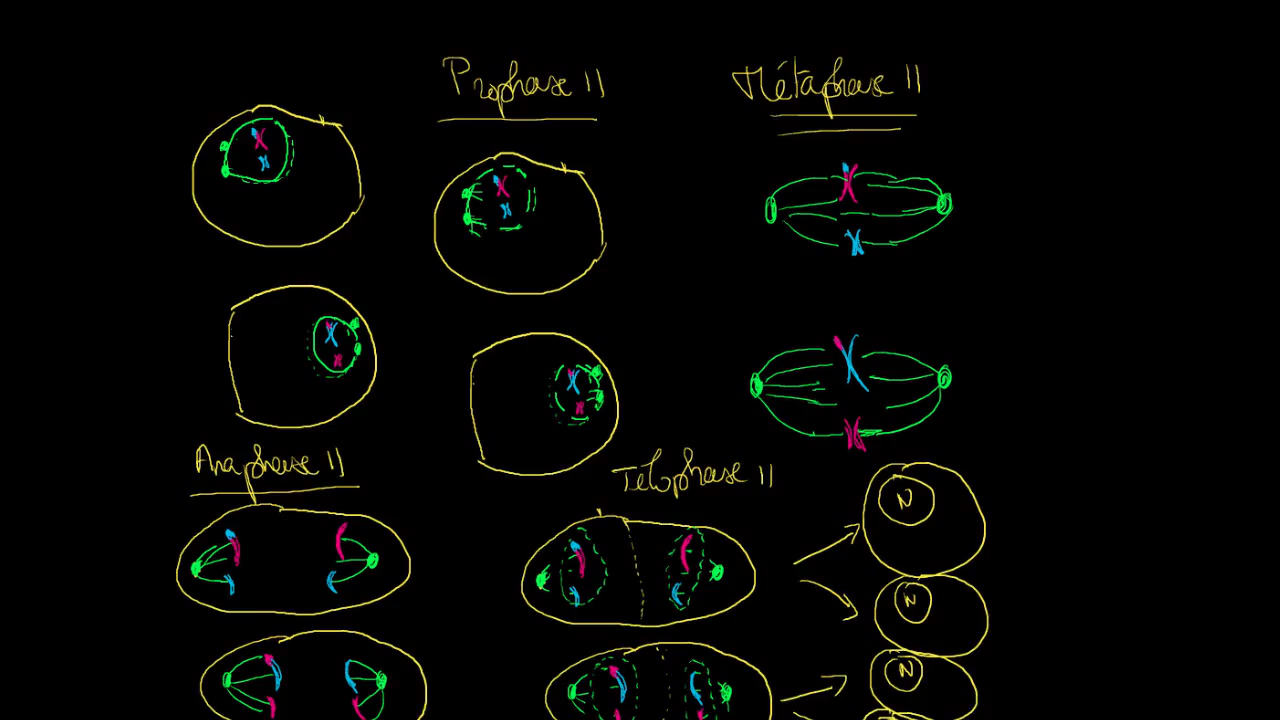 Prophase II
Métaphase II
Anaphase II
Télophase II
N
N
N